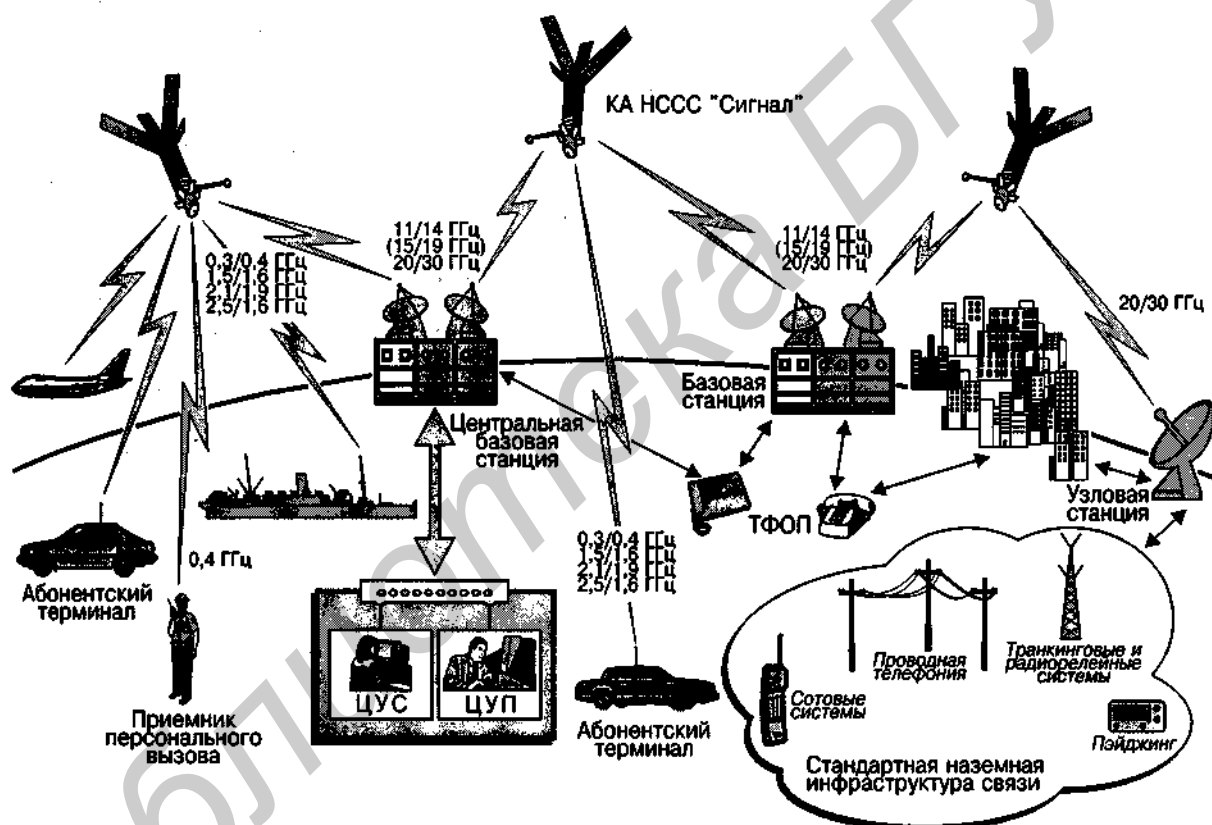 КА НССС "Сигнал"
11/14 ГГц
(15/19 ГГц)
20/30 ГГц
11/14 ГГц
(15/19 ГГц)
20/30 ГГц
0,3/0,4 ГГц
1,5/1,6 ГГц
2,1/1,9 ГГц
2,5/1,6 ГГц
20/30 ГГц
Базовая
станция
Центральная
базовая
станция
Узловая
станция
ТФОП
0,4 ГГц
Абонентский
терминал
0,3/0,4 ГГц
1,5/1,6 ГГц
2,1/1,9 ГГц
2,5/1,6 ГГц
Проводная
телефония
Транкинговые и
радиорелейные
системы
Сотовые
системы
ЦУС
ЦУП
Приемник
персонального
вызова
Абонентский
терминал
Пэйджинг
Стандартная наземная
инфраструктура связи
блиотека БГУ